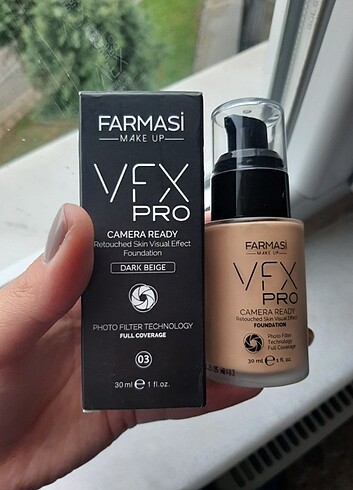 FARMASi
MAKE UP
VFX
PRO
CAMERA READY
Retouched Skin Visual Effect
Foundation
DARK BEIGE
PHOTO FILTER TECHNOLOGY
FULL COVERAGE
03
30 ml e 1 fl.oz.
FARMASi
MAKE UP
VFX
PRO
CAMERA READY
Retouched Skin Visual Effect
FOUNDATION
Photo Filter
Technology
Full Coverage
30 ml e 1 fl.oz.